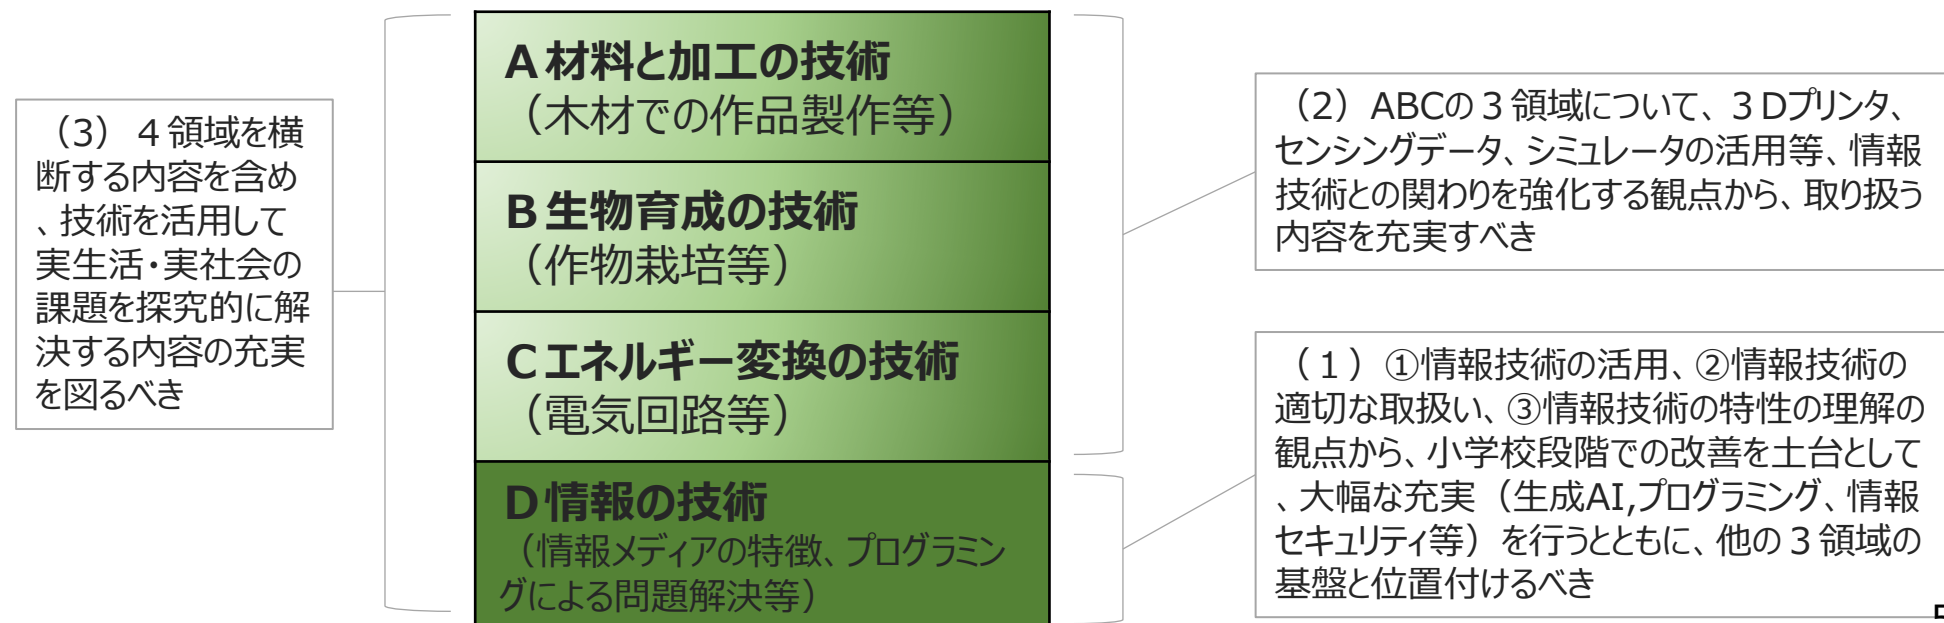 （3）４領域を横
断する内容を含め
、技術を活用して
実生活・実社会の
課題を探究的に解
決する内容の充実
を図るべき
Ａ材料と加工の技術
（木材での作品製作等）
Ｂ生物育成の技術
（作物栽培等）
Ｃエネルギー変換の技術
（電気回路等）
Ｄ情報の技術
（情報メディアの特徴、プログラミン
グによる問題解決等）
（2）ABCの３領域について、３Dプリンタ、
センシングデータ、シミュレータの活用等、情報
技術との関わりを強化する観点から、取り扱う
内容を充実すべき
（１）①情報技術の活用、②情報技術の
適切な取扱い、③情報技術の特性の理解の
観点から、小学校段階での改善を土台として
、大幅な充実（生成AI,プログラミング、情報
セキュリティ等）を行うとともに、他の３領域の
基盤と位置付けるべき